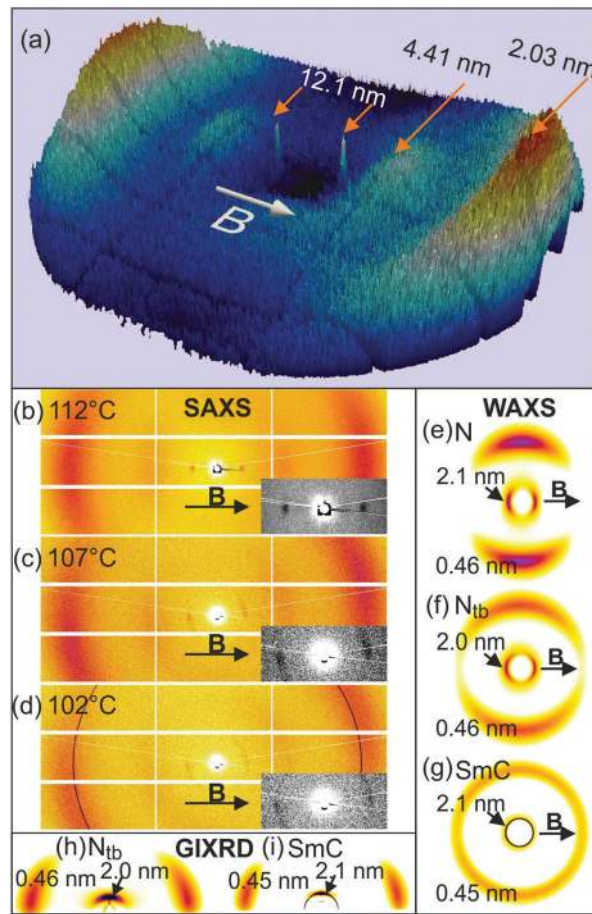 (a)
12.1 nm
4.41 nm
2.03 nm
B
(b) 112°C
SAXS
B
(c) 107°C
B
(d) 102°C
B
WAXS
(e) N
2.1 nm
B
0.46 nm
(f) Ntb
2.0 nm
B
0.46 nm
(g) SmC
2.1 nm
B
0.45 nm
(h) Ntb
GIXRD
(i) SmC
0.46 nm
2.0 nm
0.45 nm
2.1 nm